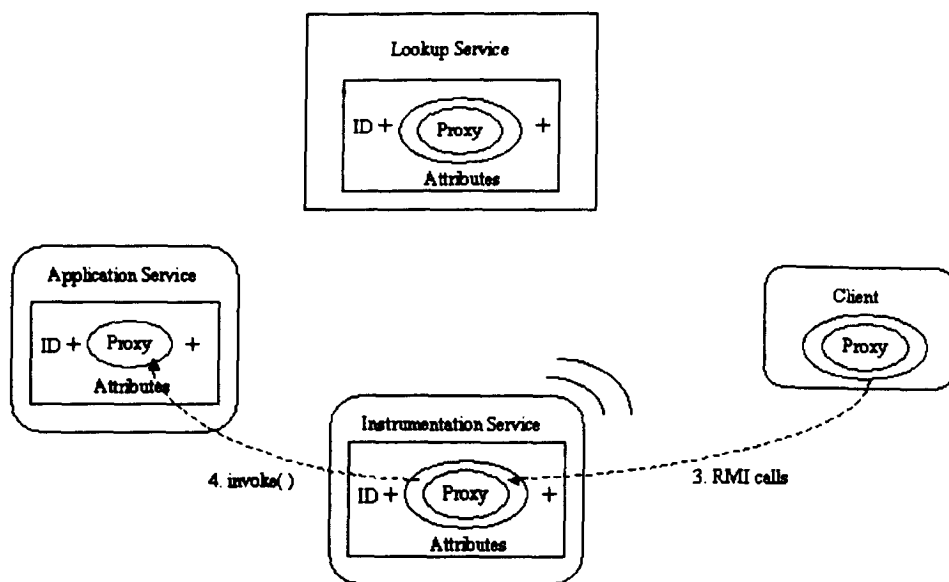 Lookup Service
ID + Proxy +
Attributes
Application Service
ID + Proxy +
Attributes
Client
Proxy
Instrumentation Service
4. invoke( )
3. RMI calls
ID + Proxy +
Attributes